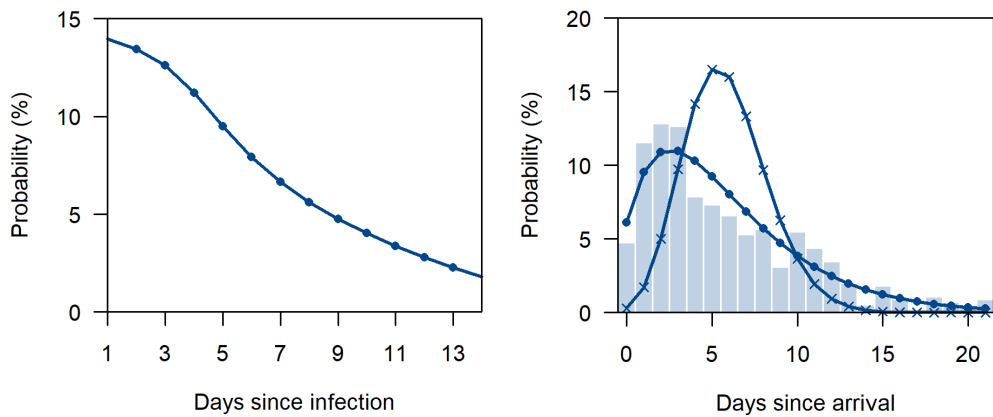 Probability (%)
15
10
5
0
1 3 5 7 9 11 13
Days since infection
Probability (%)
20
15
10
5
0
0 5 10 15 20
Days since arrival